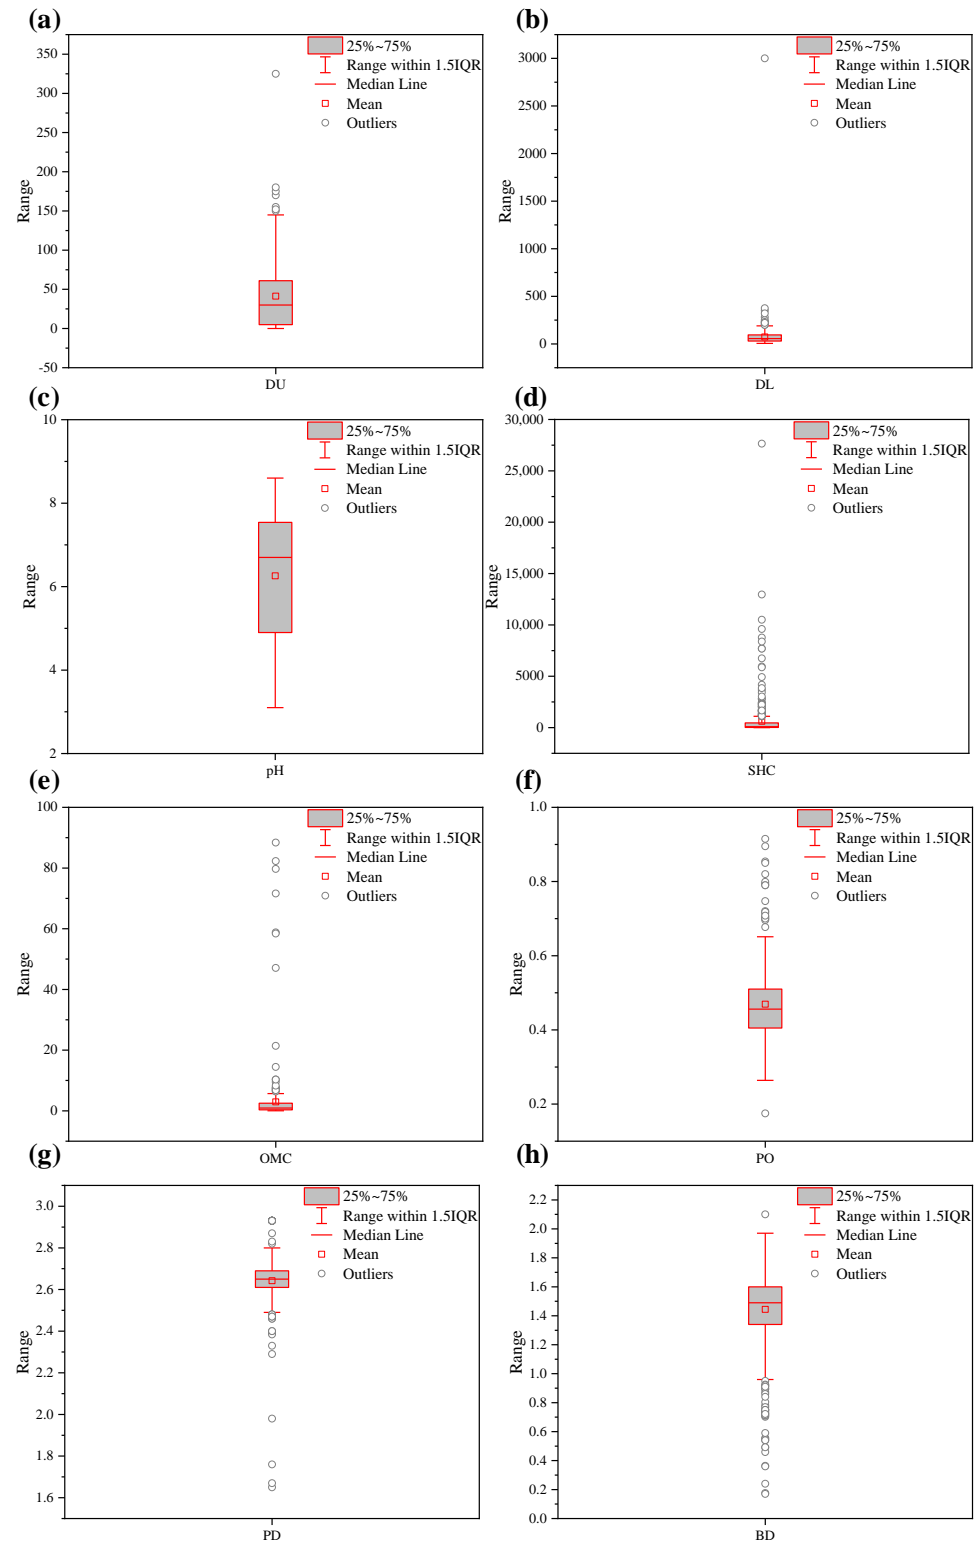 (a)
350
300
250
200
150
100
50
0
-50
Range
DU
25%~75%
Range within 1.5IQR
Median Line
Mean
Outliers
(b)
3000
2500
2000
1500
1000
500
0
Range
DL
25%~75%
Range within 1.5IQR
Median Line
Mean
Outliers
(c)
10
8
6
4
2
Range
pH
25%~75%
Range within 1.5IQR
Median Line
Mean
Outliers
(d)
30,000
25,000
20,000
15,000
10,000
5000
0
Range
SHC
25%~75%
Range within 1.5IQR
Median Line
Mean
Outliers
(e)
100
80
60
40
20
0
Range
OMC
25%~75%
Range within 1.5IQR
Median Line
Mean
Outliers
(f)
1.0
0.8
0.6
0.4
0.2
Range
PO
25%~75%
Range within 1.5IQR
Median Line
Mean
Outliers
(g)
3.0
2.8
2.6
2.4
2.2
2.0
1.8
1.6
Range
PD
25%~75%
Range within 1.5IQR
Median Line
Mean
Outliers
(h)
2.2
2.0
1.8
1.6
1.4
1.2
1.0
0.8
0.6
0.4
0.2
0.0
Range
BD
25%~75%
Range within 1.5IQR
Median Line
Mean
Outliers